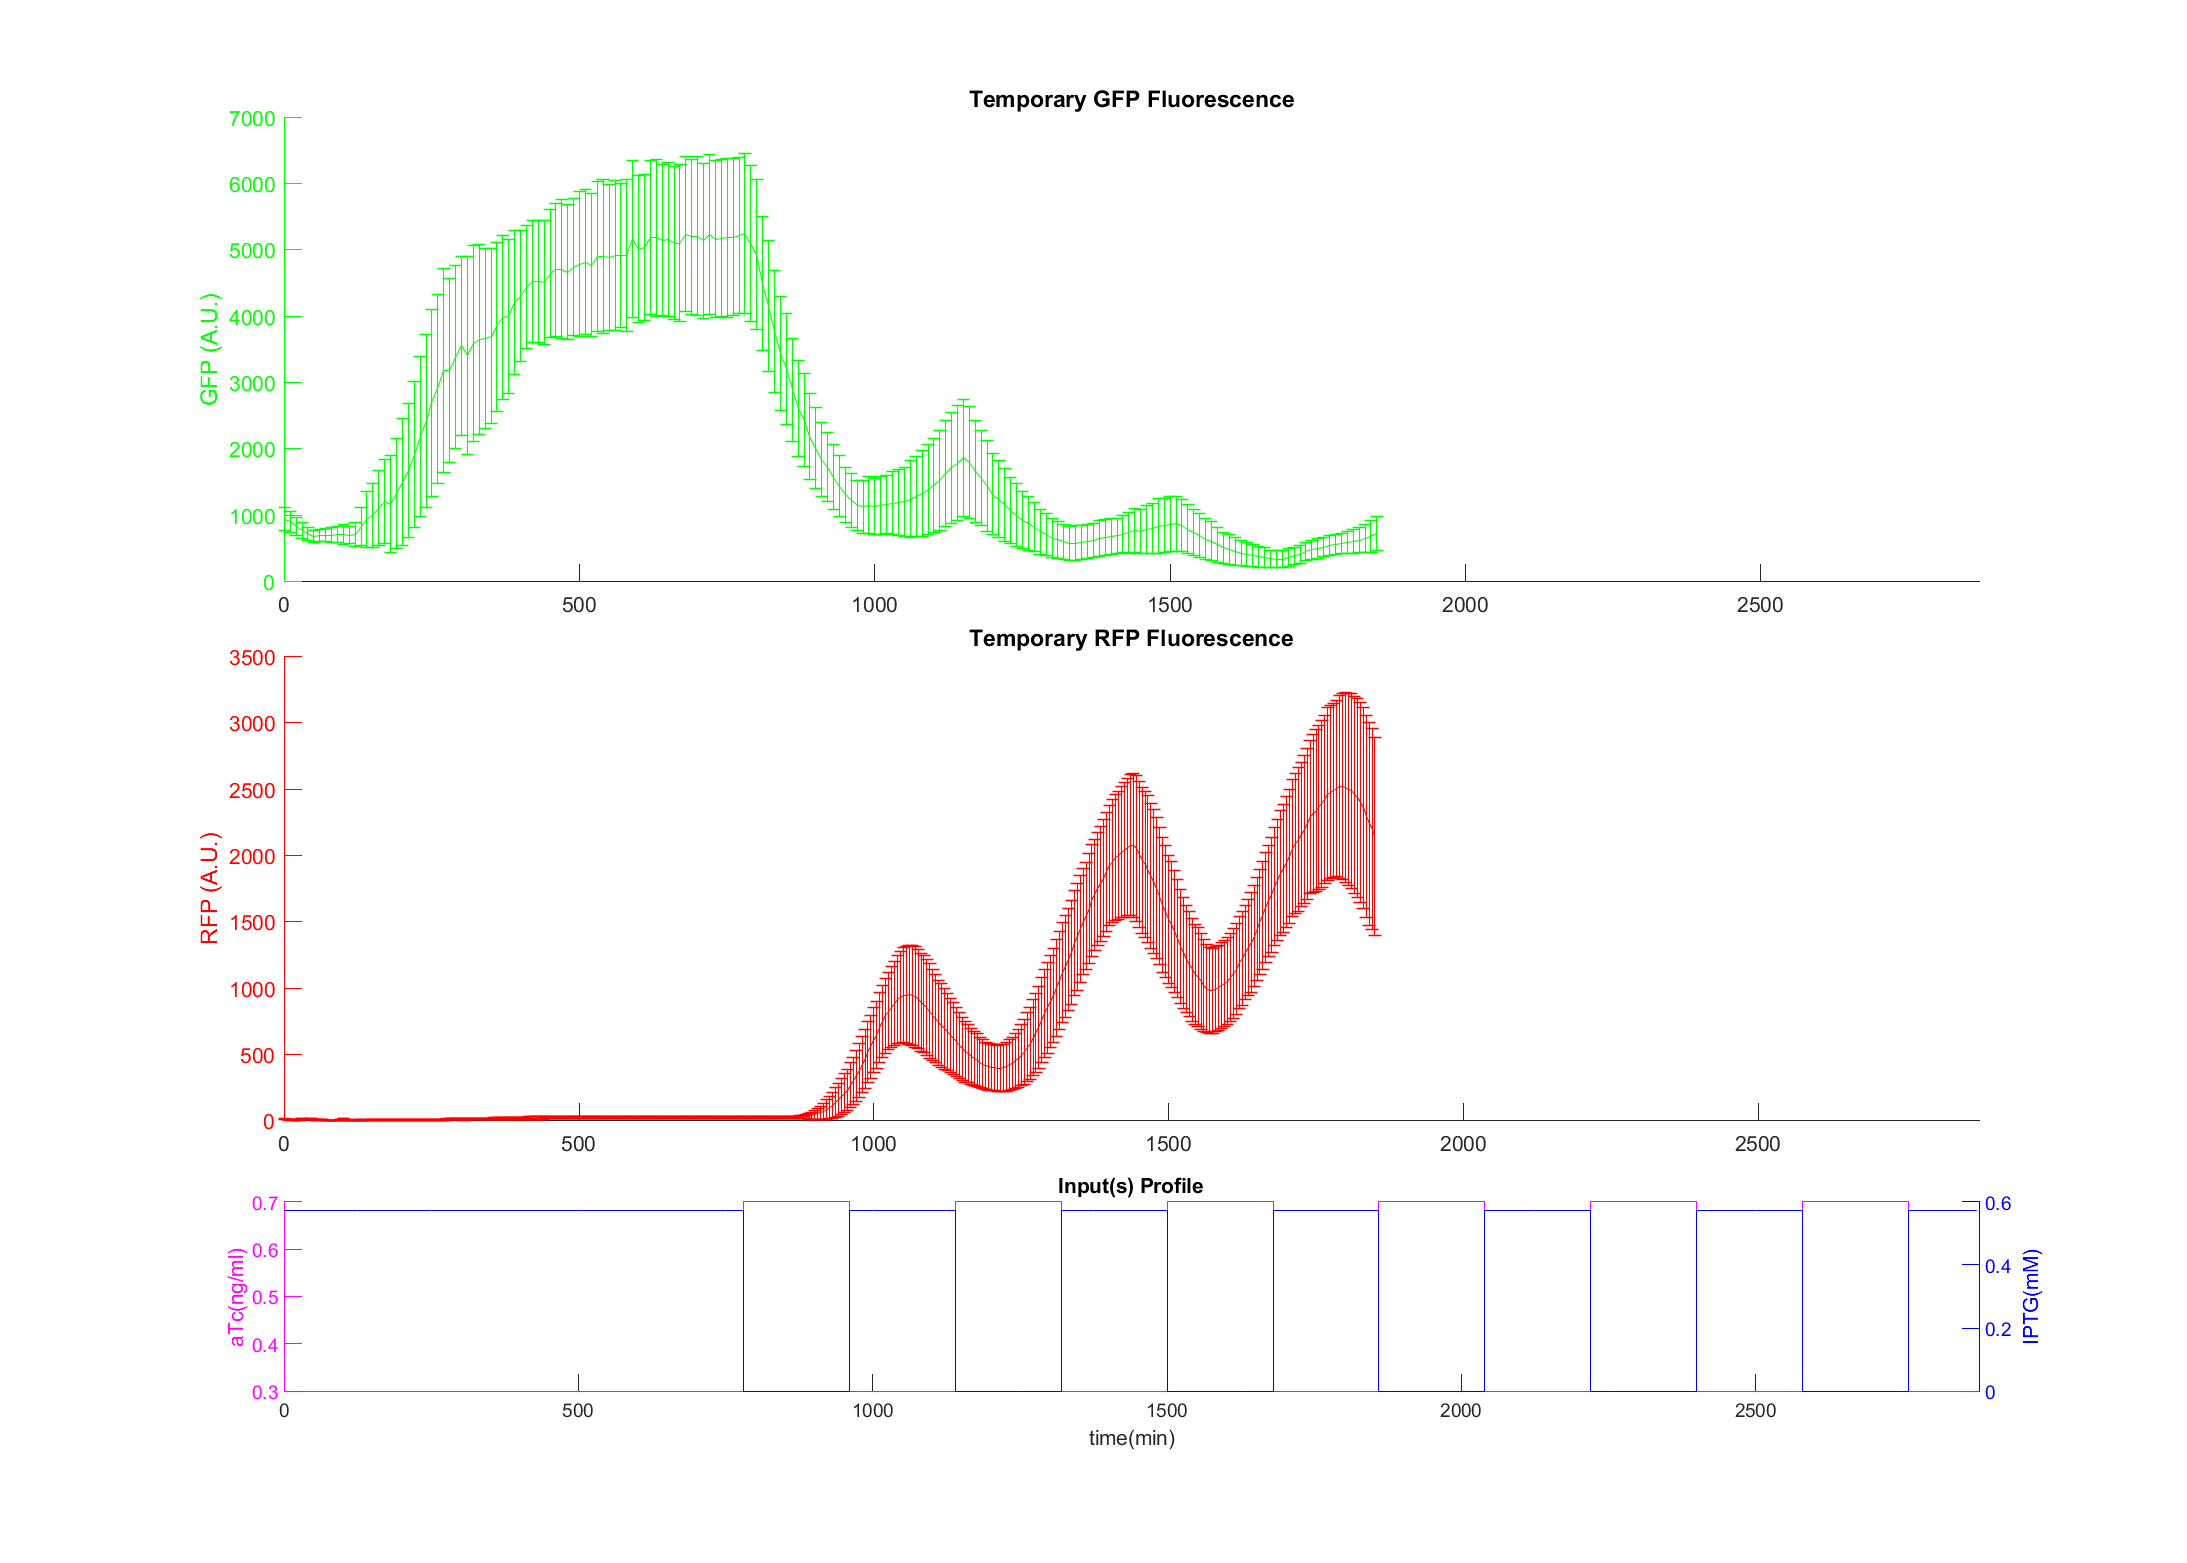 Temporary GFP Fluorescence
7000
6000
5000
4000
3000
2000
1000
0
GFP (A.U.)
0 500 1000 1500 2000 2500
Temporary RFP Fluorescence
3500
3000
2500
2000
1500
1000
500
0
RFP (A.U.)
0 500 1000 1500 2000 2500
Input(s) Profile
0.7
0.6
0.5
0.4
0.3
aTc(ng/ml)
0.6
0.4
0.2
0
IPTG(mM)
0 500 1000 1500 2000 2500
time(min)